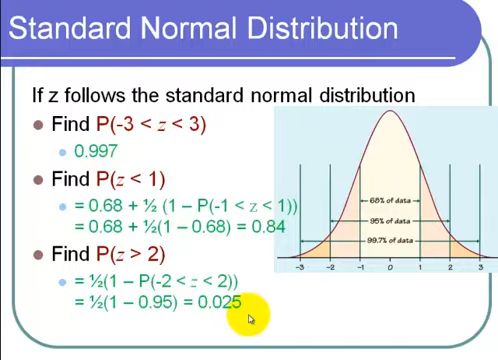 Standard Normal Distribution
If z follows the standard normal distribution
Find P(-3 < z < 3)
0.997
Find P(z < 1)
= 0.68 + ½ (1 – P(-1 < z < 1))
= 0.68 + ½(1 – 0.68) = 0.84
Find P(z > 2)
= ½(1 – P(-2 < z < 2))
= ½(1 – 0.95) = 0.025
68% of data
95% of data
99.7% of data
−3 −2 −1 0 1 2 3